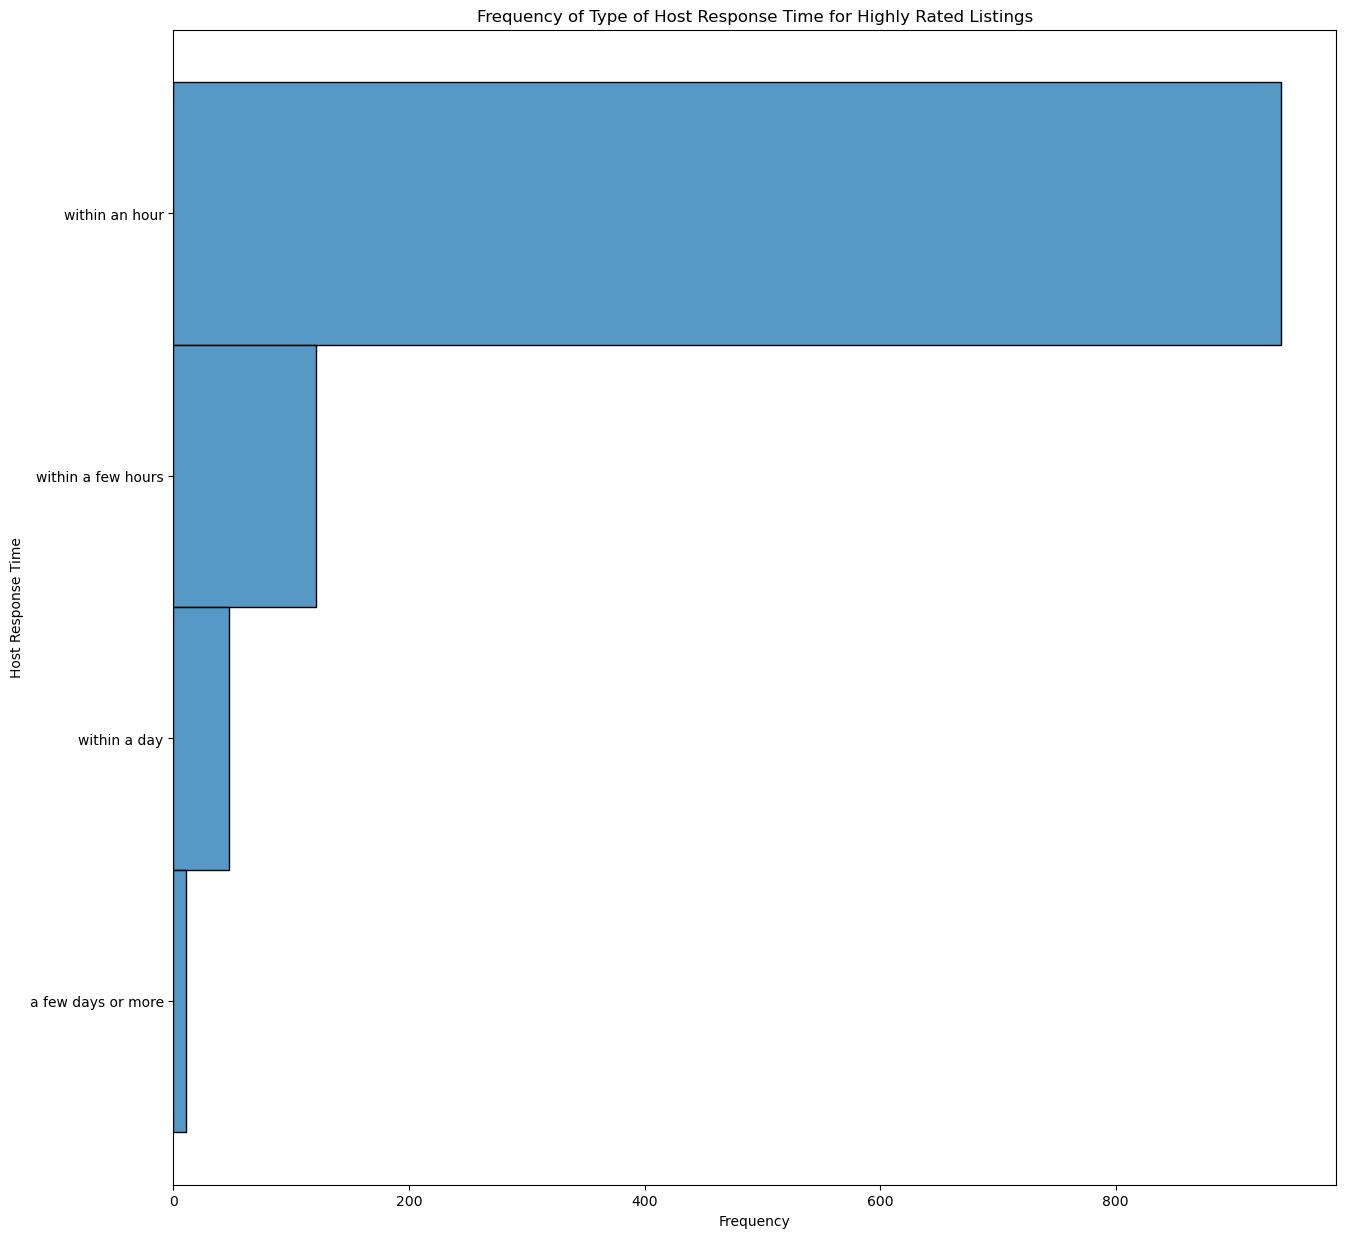 Frequency of Type of Host Response Time for Highly Rated Listings
within an hour
within a few hours
within a day
a few days or more
Host Response Time
0 200 400 600 800
Frequency